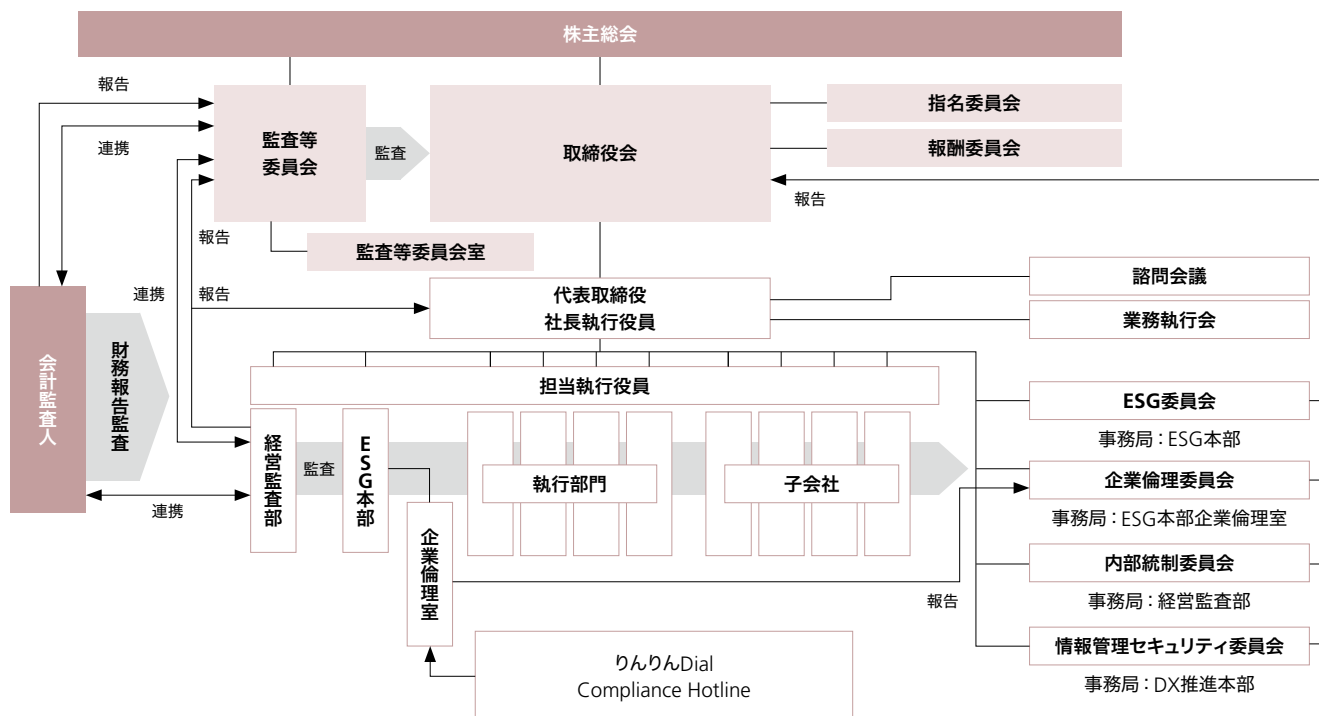 株主総会
報告
連携
監査等
委員会
監査
取締役会
指名委員会
報酬委員会
報告
報告
監査等委員会室
連携
報告
代表取締役
社長執行役員
諮問会議
業務執行会
会計監査人
財務報告監査
担当執行役員
経営監査部
監査
ESG本部
執行部門
子会社
連携
企業倫理室
ESG委員会
事務局：ESG本部
企業倫理委員会
事務局：ESG本部企業倫理室
報告
内部統制委員会
事務局：経営監査部
情報管理セキュリティ委員会
事務局：DX推進本部
りんりんDial
Compliance Hotline